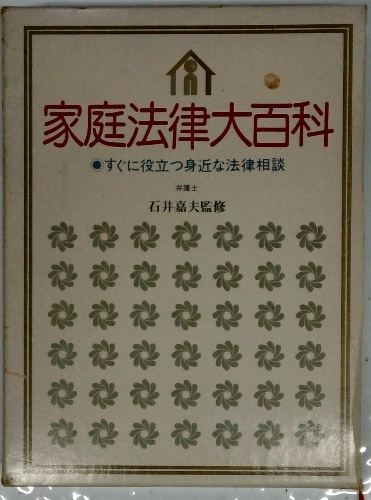 家庭法律大百科
●すぐに役立つ身近な法律相談
弁護士
石井嘉夫監修